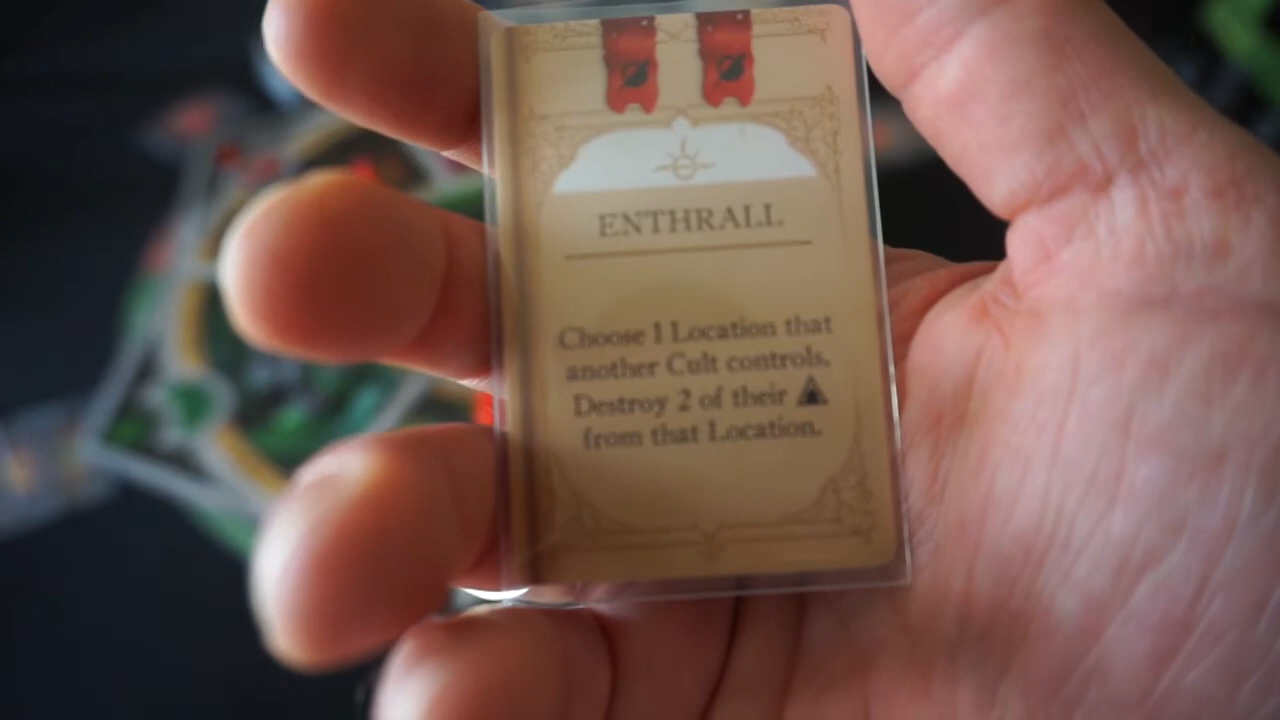 ENTHRALL
Choose 1 Location that
another Cult controls.
Destroy 2 of their
from that Location.